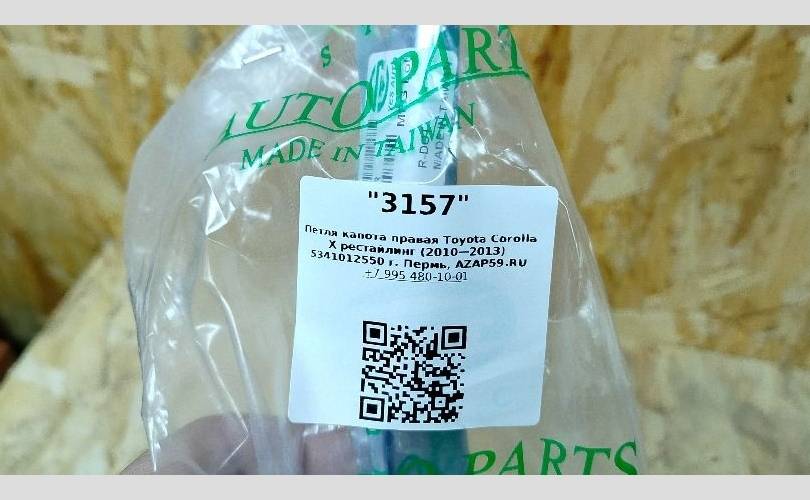 AUTO PARTS
MADE IN TAIWAN
"3157"
Петля капота правая Toyota Corolla
X рестайлинг (2010—2013)
5341012550 г. Пермь, AZAP59.RU
+7 995 480-10-01
PARTS